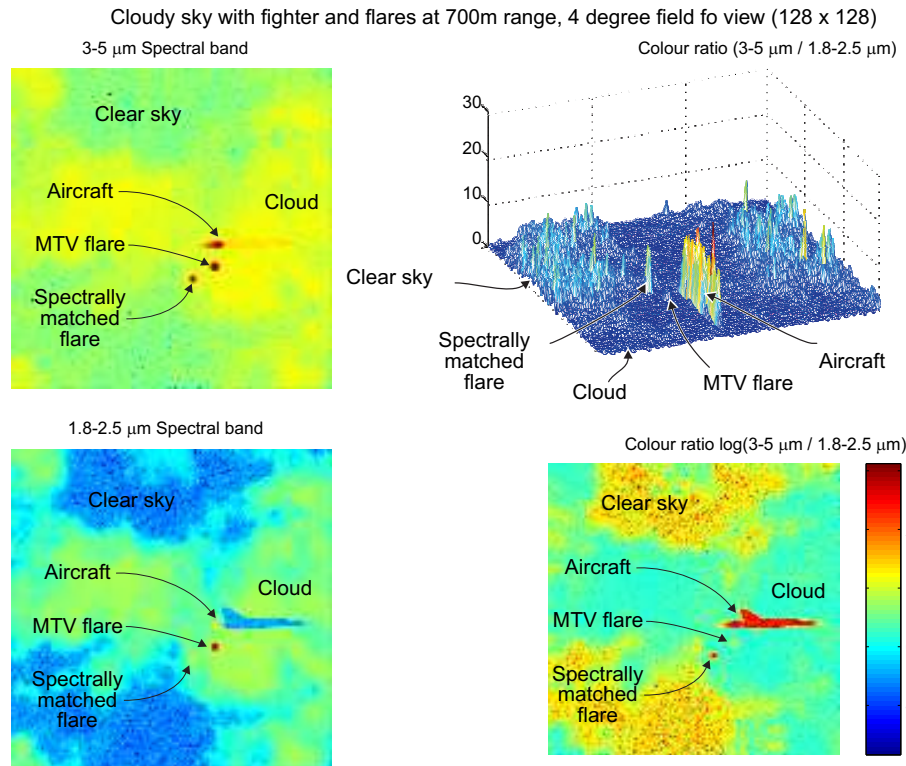 Cloudy sky with fighter and flares at 700m range, 4 degree field fo view (128 x 128)
3-5 μm Spectral band
Clear sky
Aircraft
Cloud
MTV flare
Spectrally
matched
flare
Colour ratio (3-5 μm / 1.8-2.5 μm)
30
20
10
0
Clear sky
Spectrally
matched
flare
Cloud
MTV flare
Aircraft
1.8-2.5 μm Spectral band
Clear sky
Aircraft
Cloud
MTV flare
Spectrally
matched
flare
Colour ratio log(3-5 μm / 1.8-2.5 μm)
Clear sky
Aircraft
Cloud
MTV flare
Spectrally
matched
flare